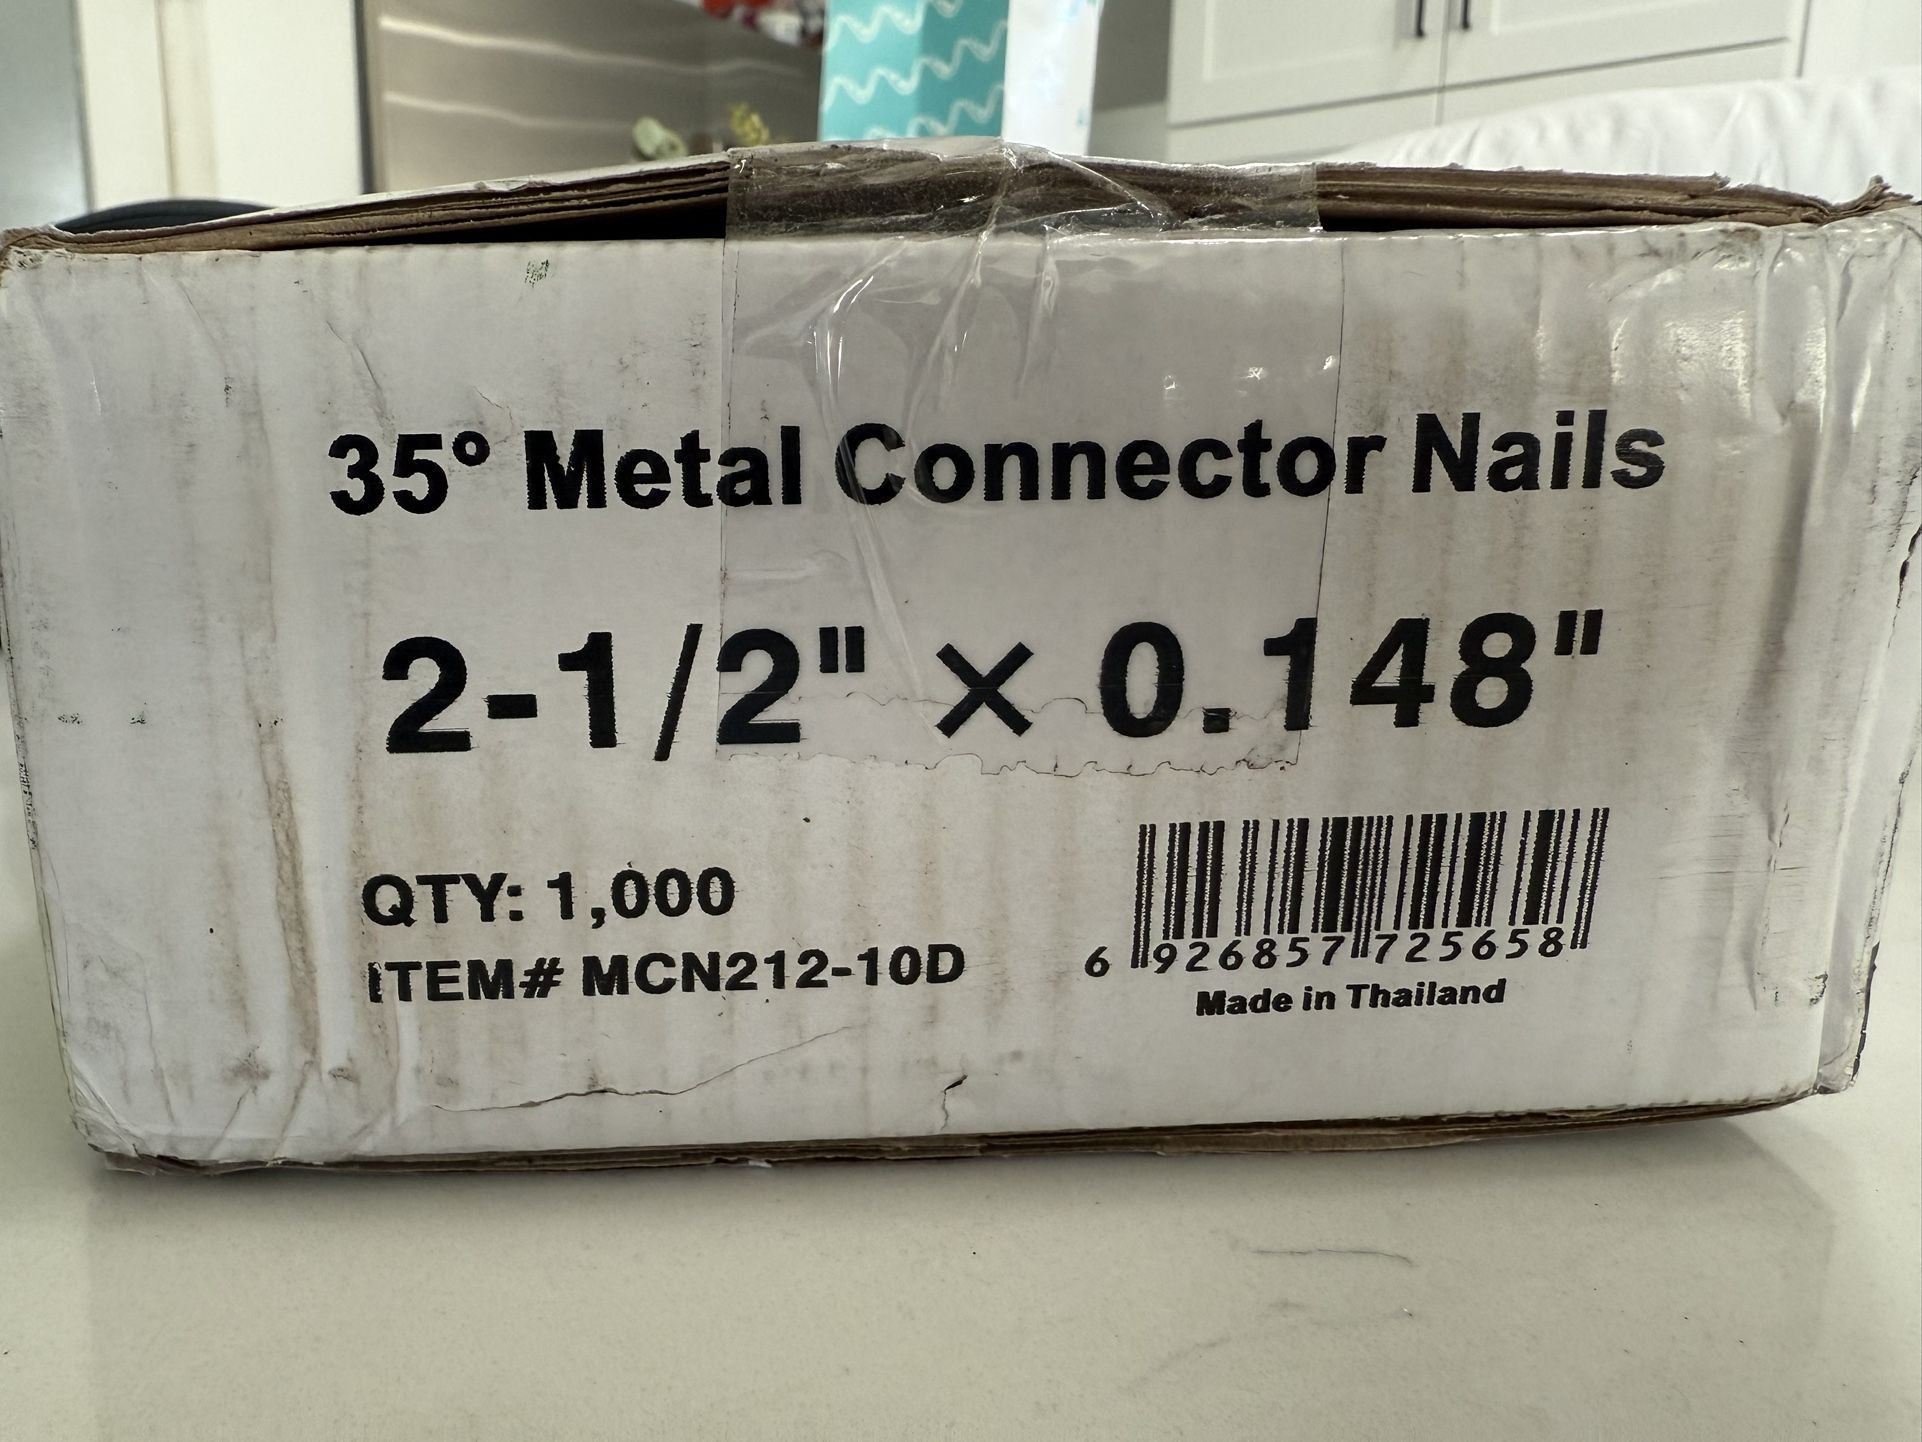 35° Metal Connector Nails
2-1/2" × 0.148"
QTY: 1,000
ITEM# MCN212-10D
6 926857 725658
Made in Thailand